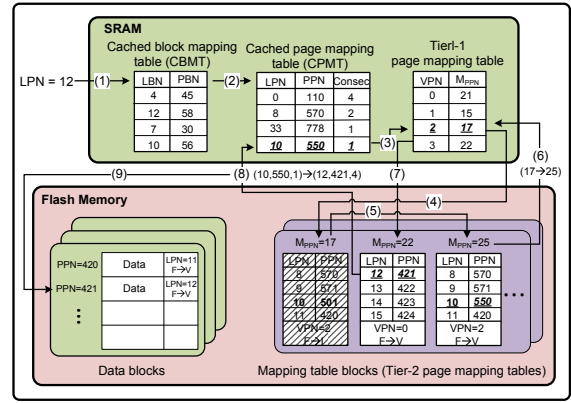 SRAM
Cached block mapping table (CBMT)
Cached page mapping table (CPMT)
Tierl-1 page mapping table
LPN = 12
(1)
LBN PBN
4 45
12 58
7 30
10 56
(2)
LPN PPN Consec
0 110 4
8 570 2
33 778 1
10 550 1
(3)
VPN MPPN
0 21
1 15
2 17
3 22
(6)
(17→25)
(9)
(8) (10,550,1)→(12,421,4)
(7)
Flash Memory
(4)
(5)
PPN=420 Data LPN=11 F→V
PPN=421 Data LPN=12 F→V
Data blocks
MPPN=17
LPN PPN
8 570
9 571
10 501
11 420
VPN=2
F→I
MPPN=22
LPN PPN
12 421
13 422
14 423
15 424
VPN=0
F→V
MPPN=25
LPN PPN
8 570
9 571
10 550
11 420
VPN=2
F→V
Mapping table blocks (Tier-2 page mapping tables)